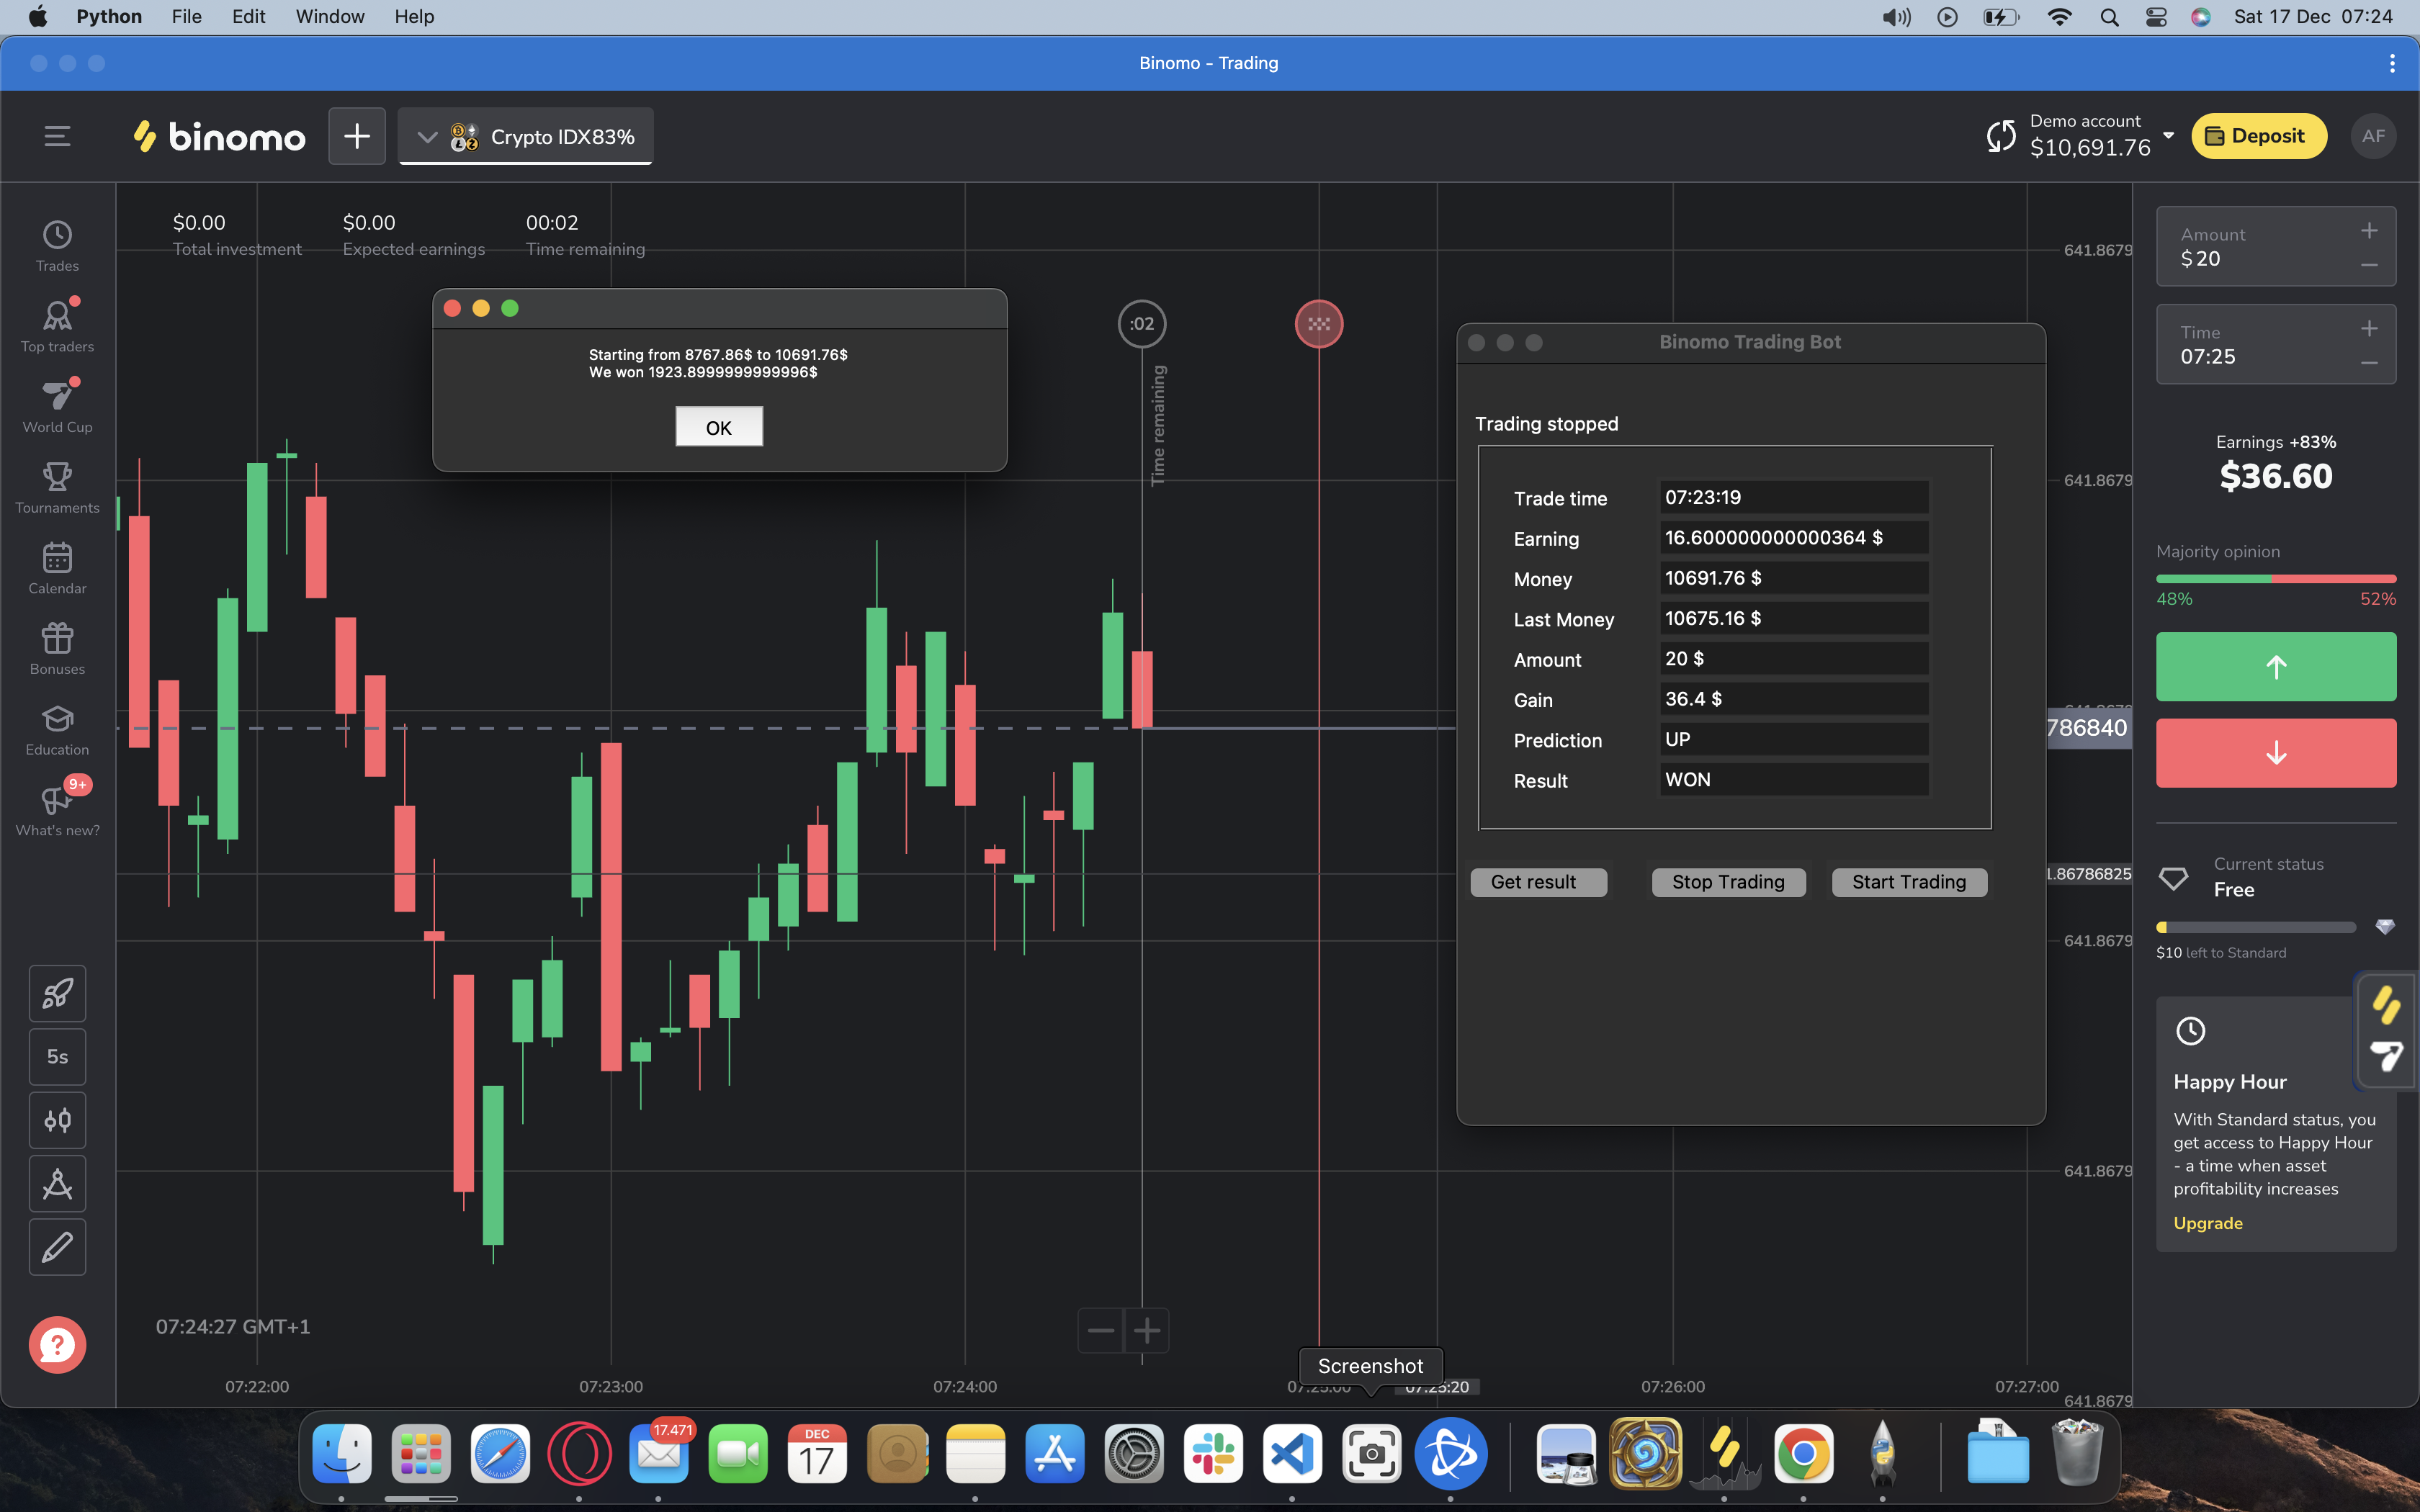 Python File Edit Window Help
Sat 17 Dec 07:24
Binomo - Trading
binomo
Crypto IDX83%
Demo account
$10,691.76
Deposit
AF
$0.00
Total investment
$0.00
Expected earnings
00:02
Time remaining
Trades
Top traders
World Cup
Tournaments
Calendar
Bonuses
Education
9+
What's new?
5s
Starting from 8767.86$ to 10691.76$
We won 1923.8999999999996$
OK
:02
Time remaining
Binomo Trading Bot
Trading stopped
Trade time 07:23:19
Earning 16.600000000000364 $
Money 10691.76 $
Last Money 10675.16 $
Amount 20 $
Gain 36.4 $
Prediction UP
Result WON
Get result Stop Trading Start Trading
641.8679
641.8679
786840
1.86786825
641.8679
641.8679
641.8679
Amount
$20
Time
07:25
Earnings +83%
$36.60
Majority opinion
48% 52%
Current status
Free
$10 left to Standard
Happy Hour
With Standard status, you
get access to Happy Hour
- a time when asset
profitability increases
Upgrade
07:24:27 GMT+1
Screenshot
07:22:00 07:23:00 07:24:00 07:26:00 07:27:00
17.471
DEC
17